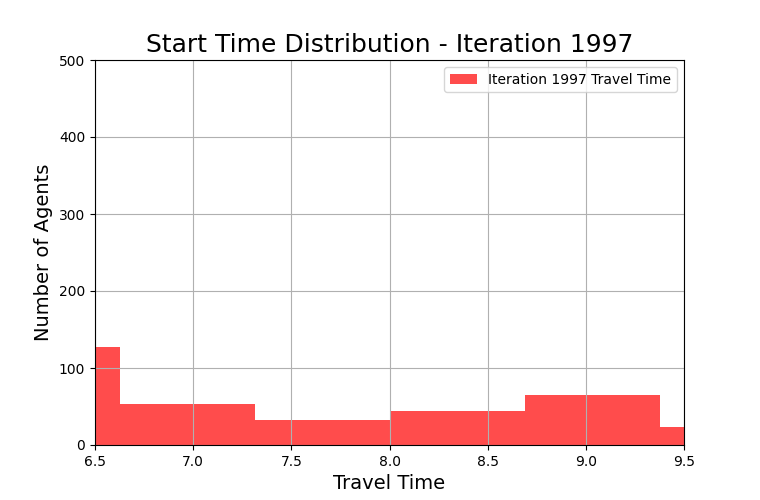 Start Time Distribution - Iteration 1997
500
400
300
200
100
0
Number of Agents
Iteration 1997 Travel Time
6.5 7.0 7.5 8.0 8.5 9.0 9.5
Travel Time